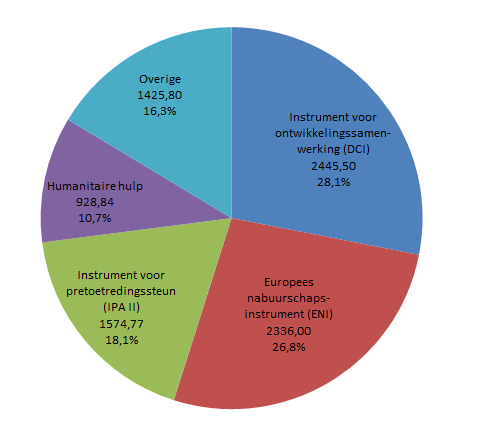 Overige
1425,80
16,3%
Instrument voor
ontwikkelingssamen-
werking (DCI)
2445,50
28,1%
Humanitaire hulp
928,84
10,7%
Instrument voor
pretoetredingssteun
(IPA II)
1574,77
18,1%
Europees
nabuurschaps-
instrument (ENI)
2336,00
26,8%